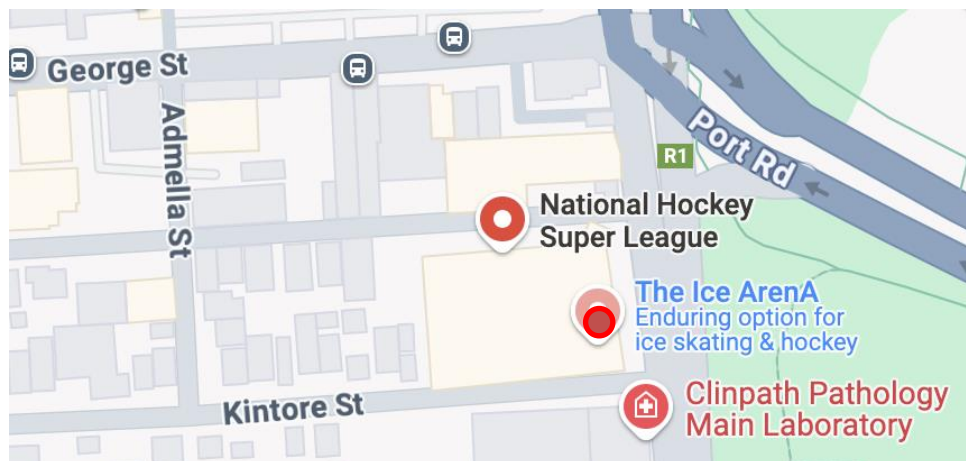 George St
Admella St
Port Rd
R1
National Hockey
Super League
The Ice ArenA
Enduring option for
ice skating & hockey
Kintore St
Clinpath Pathology
Main Laboratory